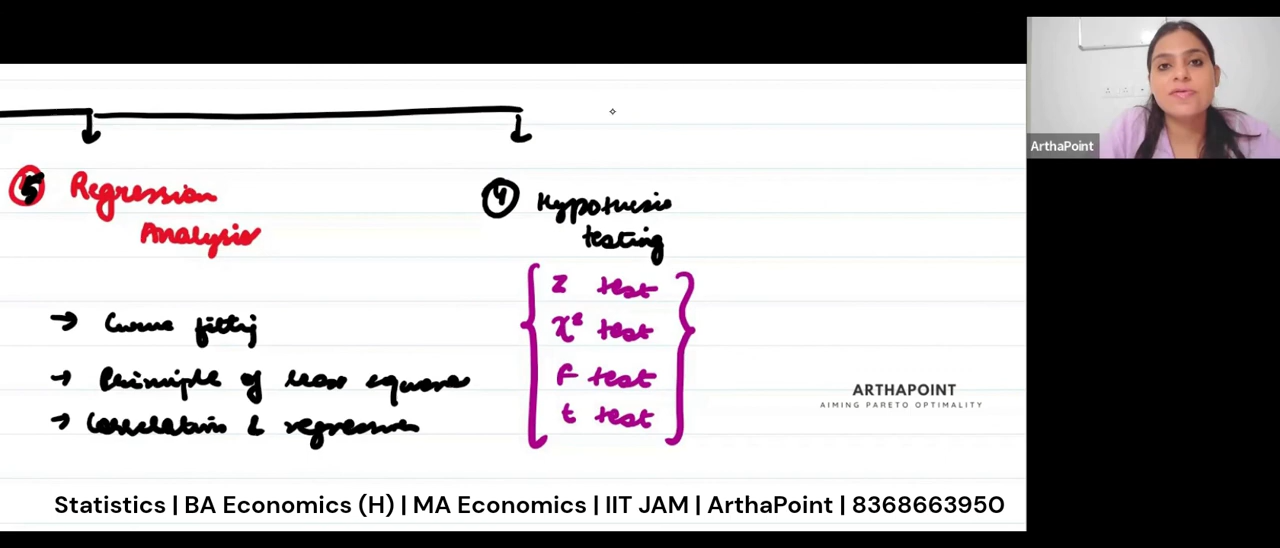 ArthaPoint
5 Regression
Analysis
→ Curve fitting
→ Principle of least squares
→ Correlation & regression
4 Hypothesis
testing
Z test
χ² test
F test
t test
ARTHAPOINT
AIMING PARETO OPTIMALITY
Statistics | BA Economics (H) | MA Economics | IIT JAM | ArthaPoint | 8368663950